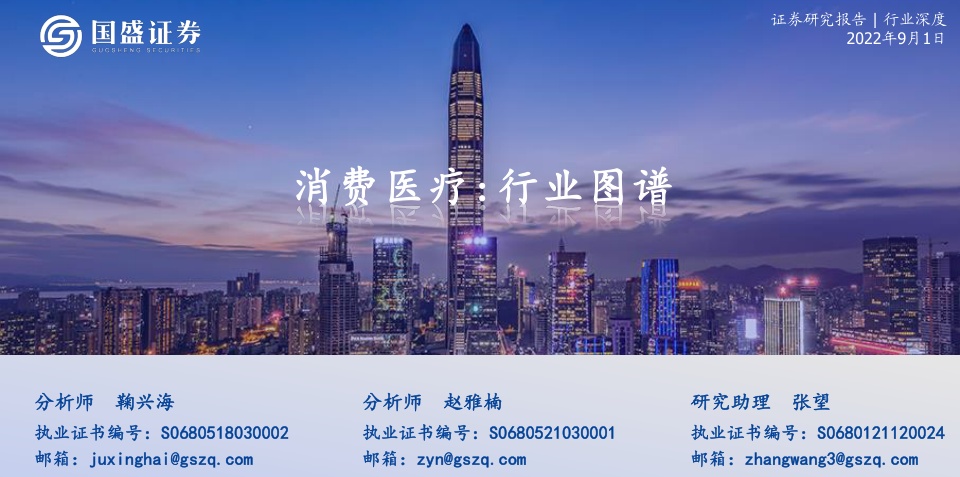 国盛证券
GUOSHENG SECURITIES
证券研究报告 | 行业深度
2022年9月1日
消费医疗:行业图谱
分析师 鞠兴海
执业证书编号：S0680518030002
邮箱：juxinghai@gszq.com
分析师 赵雅楠
执业证书编号：S0680521030001
邮箱：zyn@gszq.com
研究助理 张望
执业证书编号：S0680121120024
邮箱：zhangwang3@gszq.com